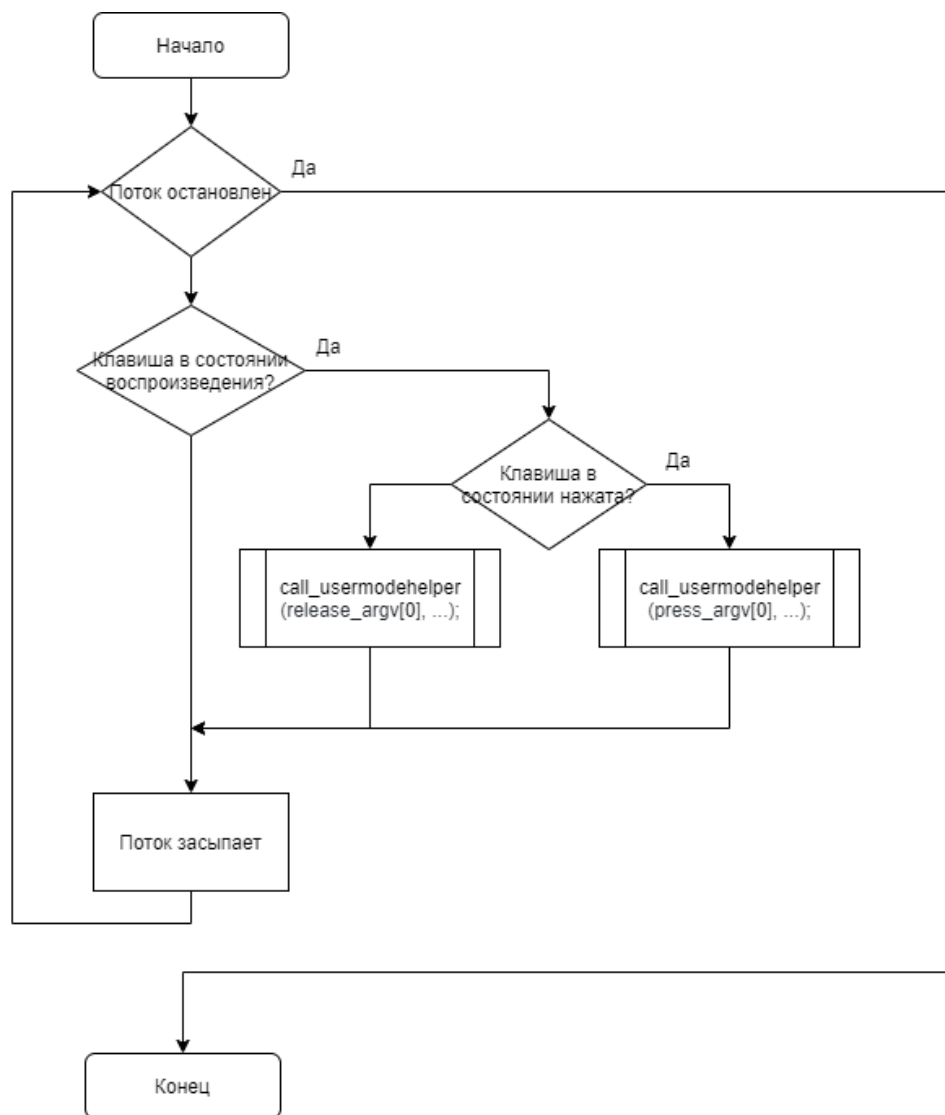 Начало
Да
Поток остановлен
Да
Клавиша в состоянии
воспроизведения?
Да
Клавиша в
состоянии нажата?
call_usermodehelper
(release_argv[0], ...);
call_usermodehelper
(press_argv[0], ...);
Поток засыпает
Конец